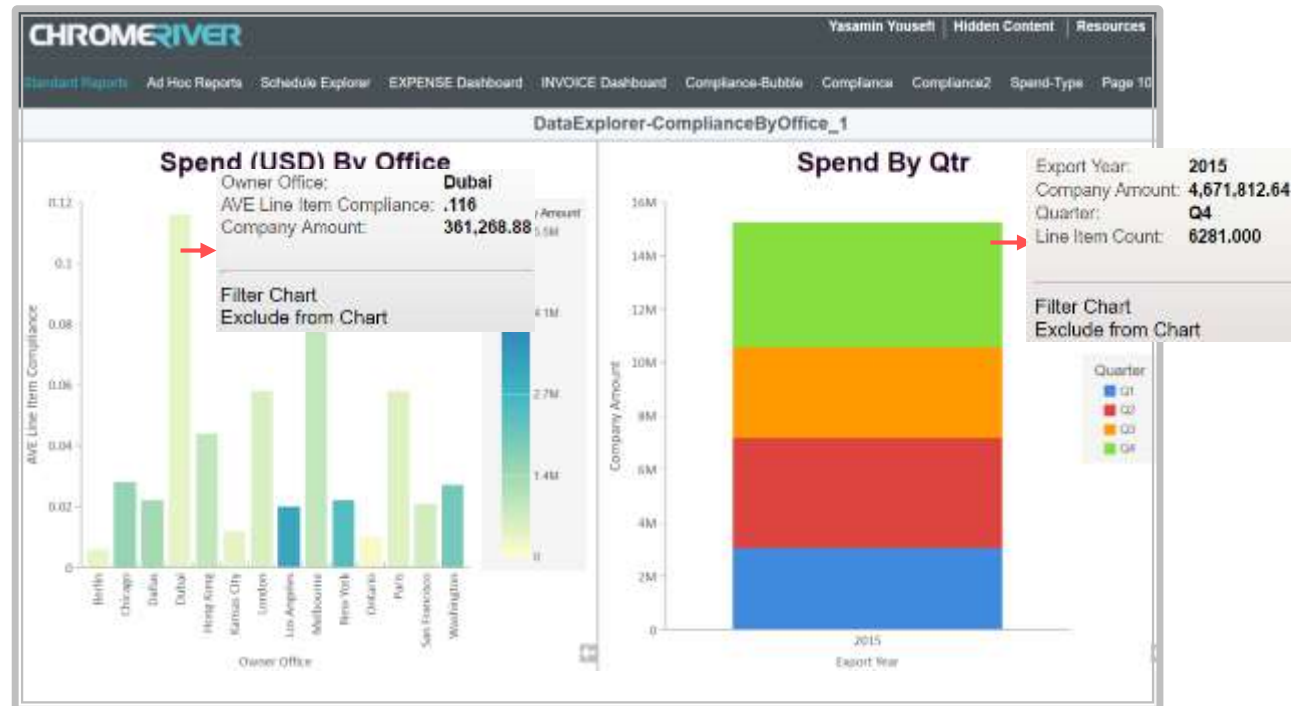 CHROMERIVER
Yasamin Yousefi | Hidden Content | Resources
Standard Reports Ad Hoc Reports Schedule Explorer EXPENSE Dashboard INVOICE Dashboard Compliance-Bubble Compliance Compliance2 Spend-Type Page 10
DataExplorer-ComplianceByOffice_1
Spend (USD) By Office
Owner Office: Dubai
AVE Line Item Compliance: .116
Company Amount: 361,268.88
Filter Chart
Exclude from Chart
Amount
5.5M
4.1M
2.7M
1.4M
0
AVE Line Item Compliance
0.12
0.1
0.08
0.06
0.04
0.02
0
Berlin
Chicago
Dallas
Dubai
Hong Kong
Kansas City
London
Los Angeles
Melbourne
New York
Ontario
Paris
San Francisco
Washington
Owner Office
Spend By Qtr
Export Year: 2015
Company Amount: 4,671,812.64
Quarter: Q4
Line Item Count: 6281.000
Filter Chart
Exclude from Chart
Quarter
Q1
Q2
Q3
Q4
Company Amount
16M
14M
12M
10M
8M
6M
4M
2M
0
2015
Export Year